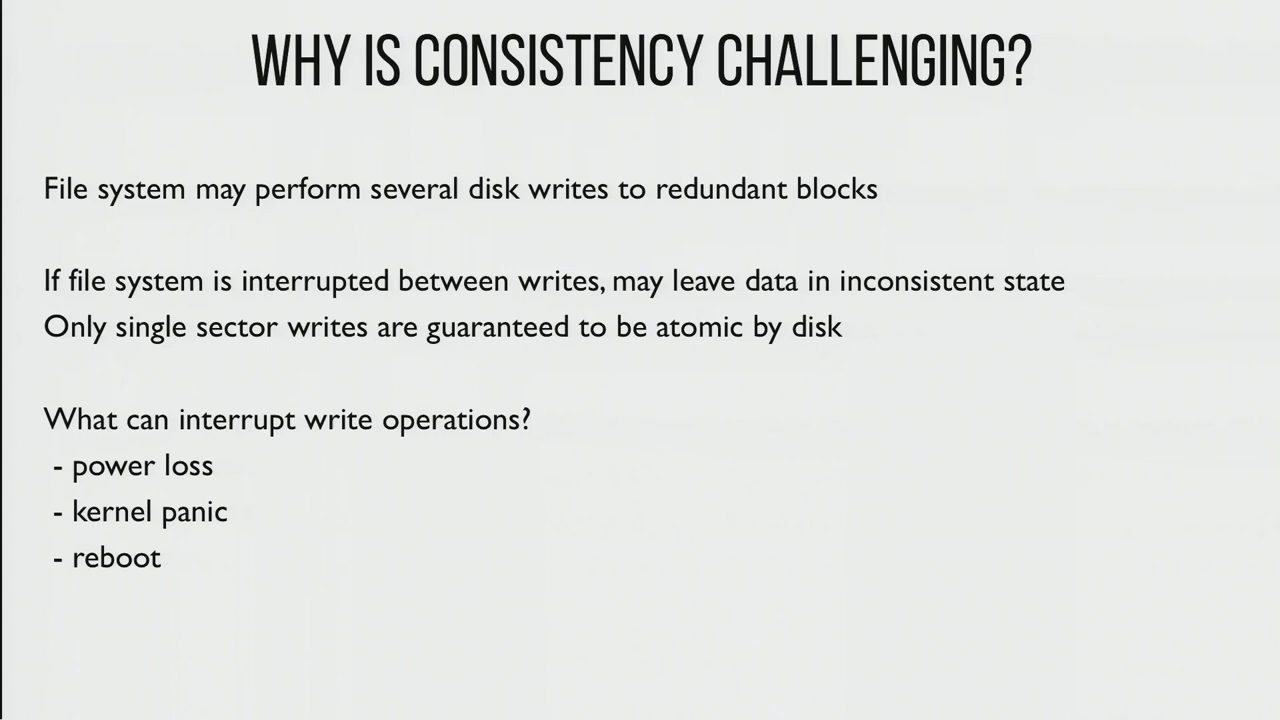 WHY IS CONSISTENCY CHALLENGING?
File system may perform several disk writes to redundant blocks
If file system is interrupted between writes, may leave data in inconsistent state
Only single sector writes are guaranteed to be atomic by disk
What can interrupt write operations?
- power loss
- kernel panic
- reboot